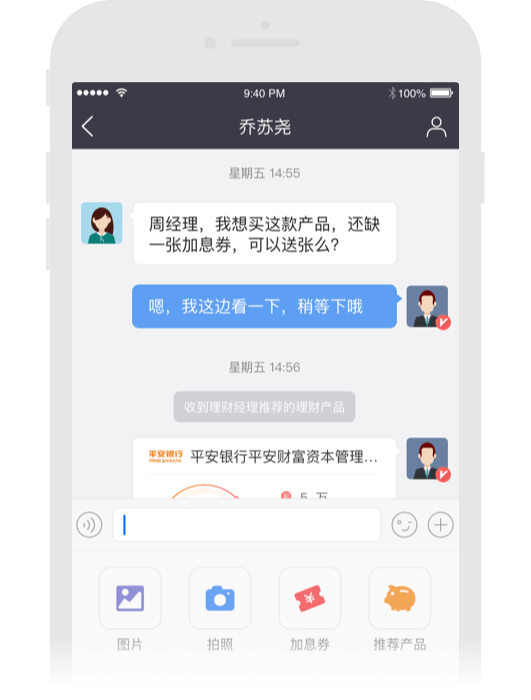 9:40 PM
100%
乔苏尧
星期五 14:55
周经理，我想买这款产品，还缺
一张加息券，可以送张么?
嗯，我这边看一下，稍等下哦
星期五 14:56
收到理财经理推荐的理财产品
平安银行
PINGAN BANK
平安银行平安财富资本管理...
图片
拍照
加息券
推荐产品